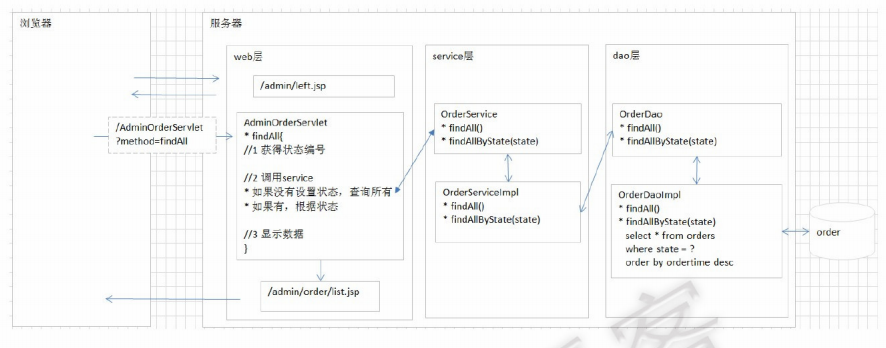 浏览器
服务器
web层
/admin/left.jsp
/AdminOrderServlet
?method=findAll
AdminOrderServlet
* findAll{
//1 获得状态编号
//2 调用service
* 如果没有设置状态，查询所有
* 如果有，根据状态
//3 显示数据
}
/admin/order/list.jsp
service层
OrderService
* findAll()
* findAllByState(state)
OrderServiceImpl
* findAll()
* findAllByState(state)
dao层
OrderDao
* findAll()
* findAllByState(state)
OrderDaoImpl
* findAll()
* findAllByState(state)
select * from orders
where state = ?
order by ordertime desc
order
客